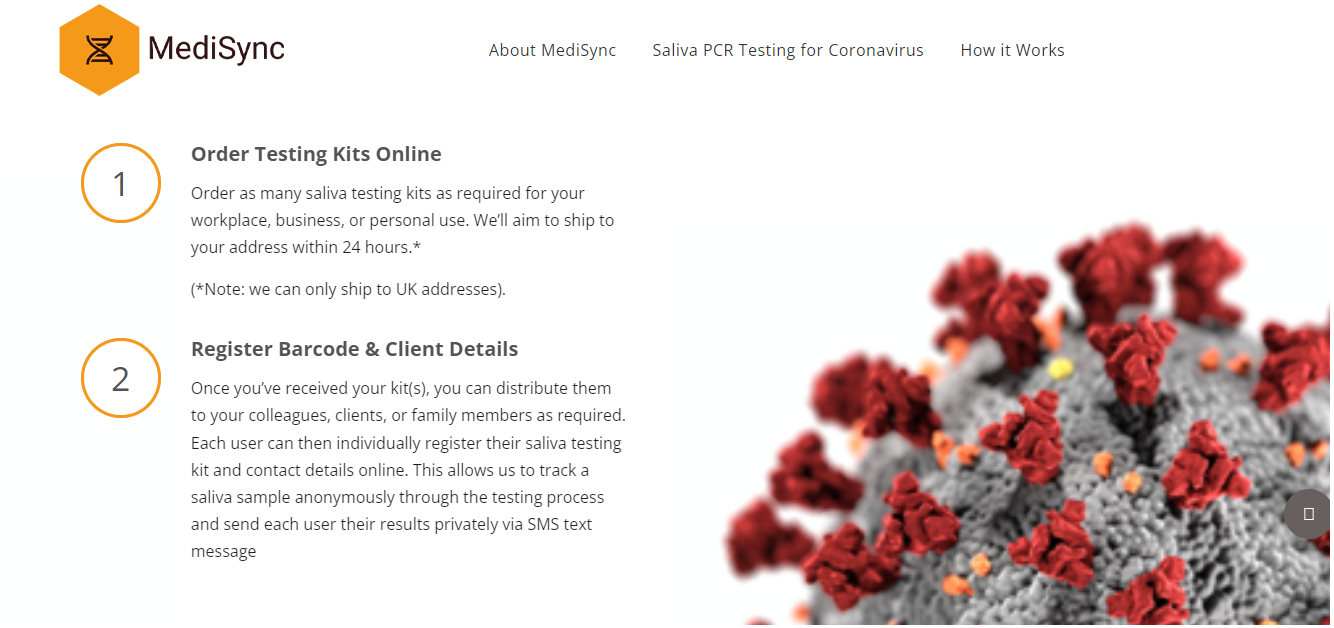 MediSync
About MediSync
Saliva PCR Testing for Coronavirus
How it Works
1
Order Testing Kits Online
Order as many saliva testing kits as required for your
workplace, business, or personal use. We’ll aim to ship to
your address within 24 hours.*
(*Note: we can only ship to UK addresses).
2
Register Barcode & Client Details
Once you’ve received your kit(s), you can distribute them
to your colleagues, clients, or family members as required.
Each user can then individually register their saliva testing
kit and contact details online. This allows us to track a
saliva sample anonymously through the testing process
and send each user their results privately via SMS text
message